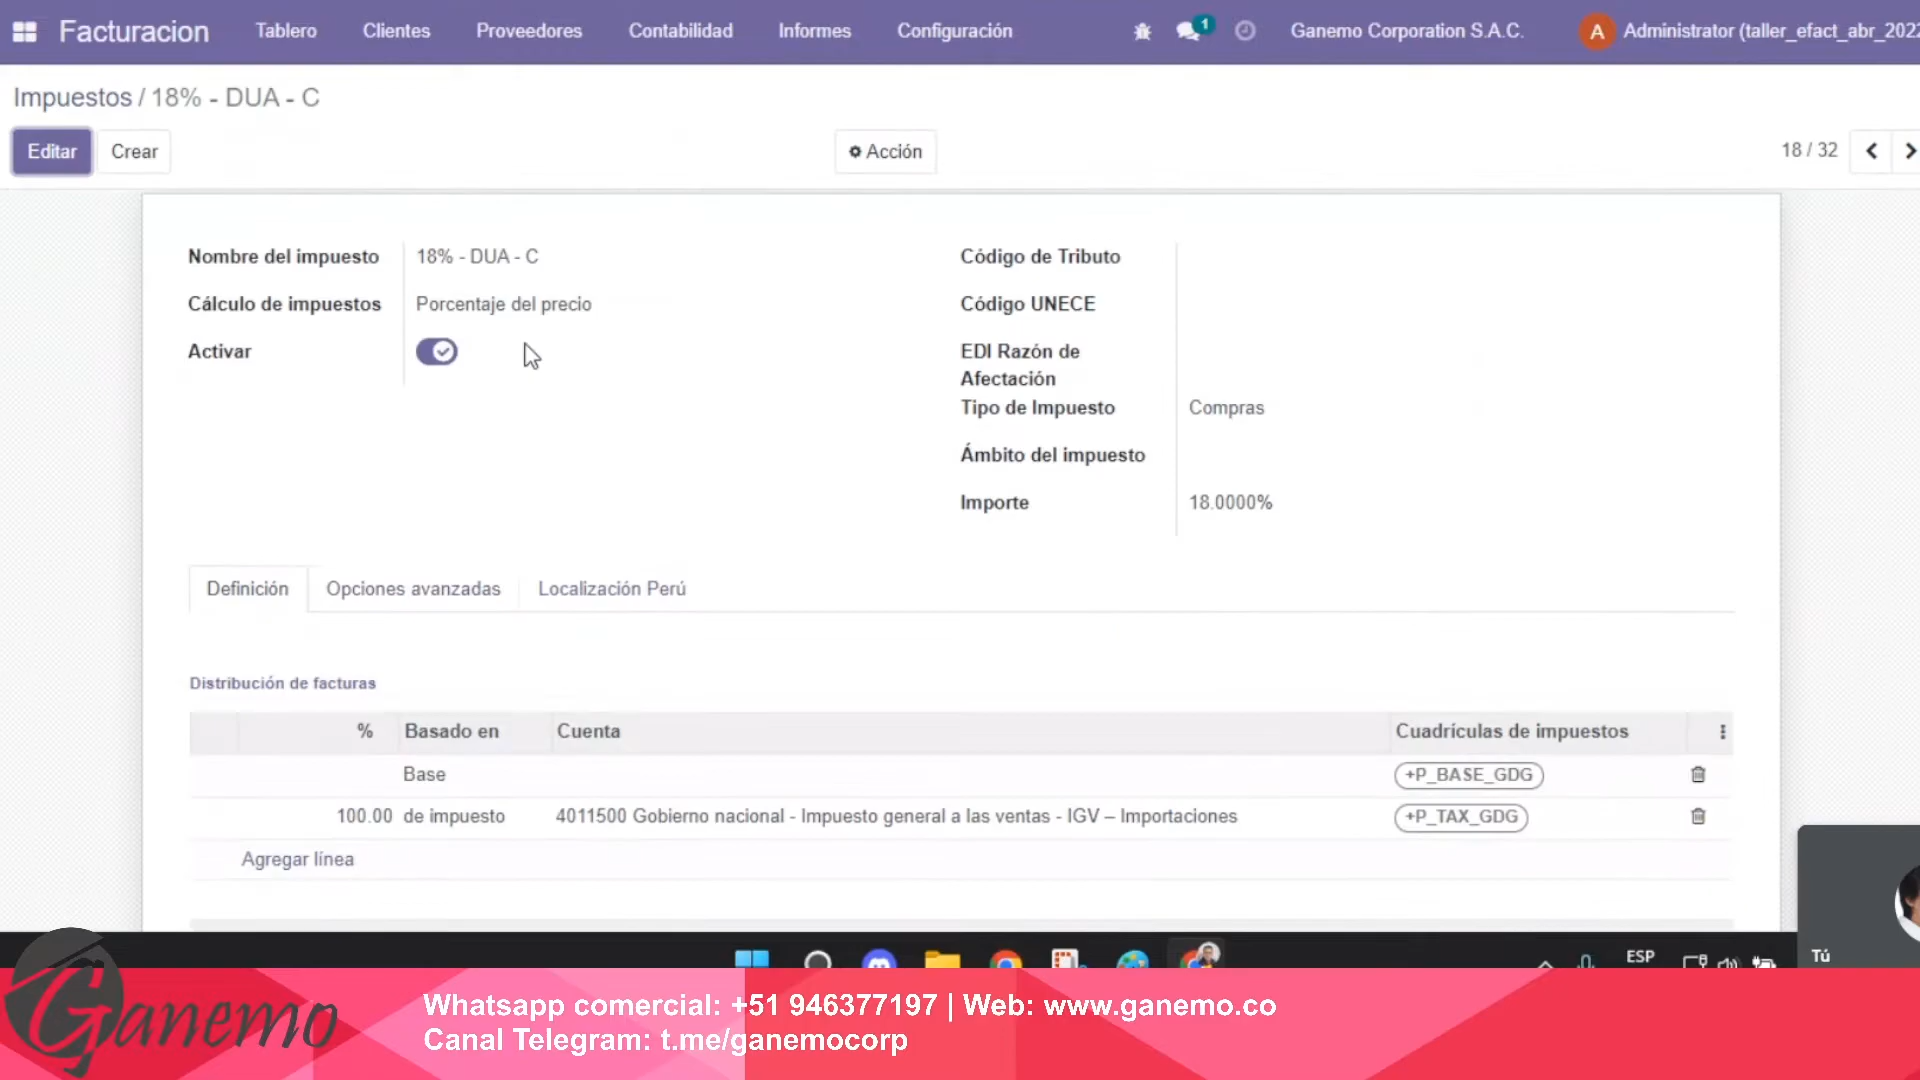 Facturacion Tablero Clientes Proveedores Contabilidad Informes Configuración 1 Ganemo Corporation S.A.C. A Administrator (taller_efact_abr_202
Impuestos / 18% - DUA - C
Editar Crear Acción 18 / 32
Nombre del impuesto 18% - DUA - C Código de Tributo
Cálculo de impuestos Porcentaje del precio Código UNECE
Activar EDI Razón de
Afectación
Tipo de Impuesto Compras
Ámbito del impuesto
Importe 18.0000%
Definición Opciones avanzadas Localización Perú
Distribución de facturas
% Basado en Cuenta Cuadrículas de impuestos
Base +P_BASE_GDG
100.00 de impuesto 4011500 Gobierno nacional - Impuesto general a las ventas - IGV – Importaciones +P_TAX_GDG
Agregar línea
ESP Tú
Ganemo
Whatsapp comercial: +51 946377197 | Web: www.ganemo.co
Canal Telegram: t.me/ganemocorp